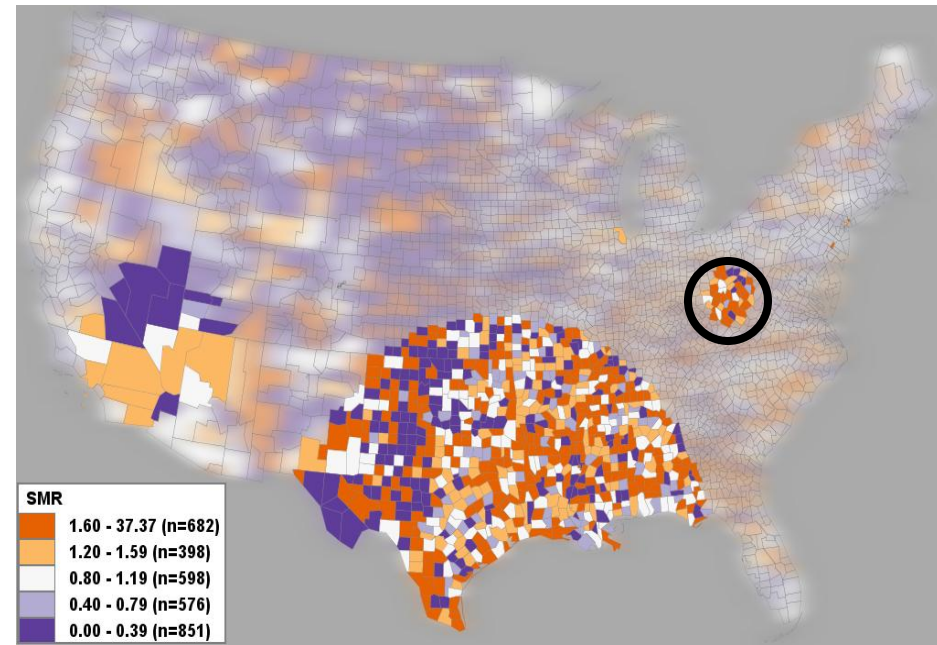 SMR
1.60 - 37.37 (n=682)
1.20 - 1.59 (n=398)
0.80 - 1.19 (n=598)
0.40 - 0.79 (n=576)
0.00 - 0.39 (n=851)